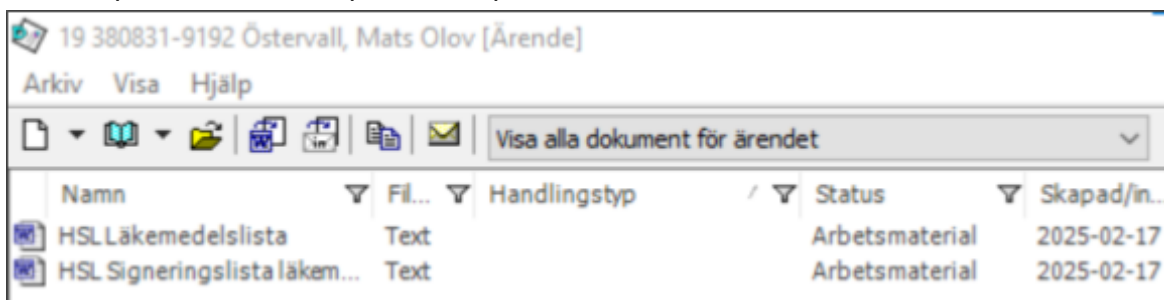 19 380831-9192 Östervall, Mats Olov [Ärende]
Arkiv Visa Hjälp
Visa alla dokument för ärendet
Namn Fil... Handlingstyp Status Skapad/in...
HSL Läkemedelslista Text Arbetsmaterial 2025-02-17
HSL Signeringslista läkem... Text Arbetsmaterial 2025-02-17